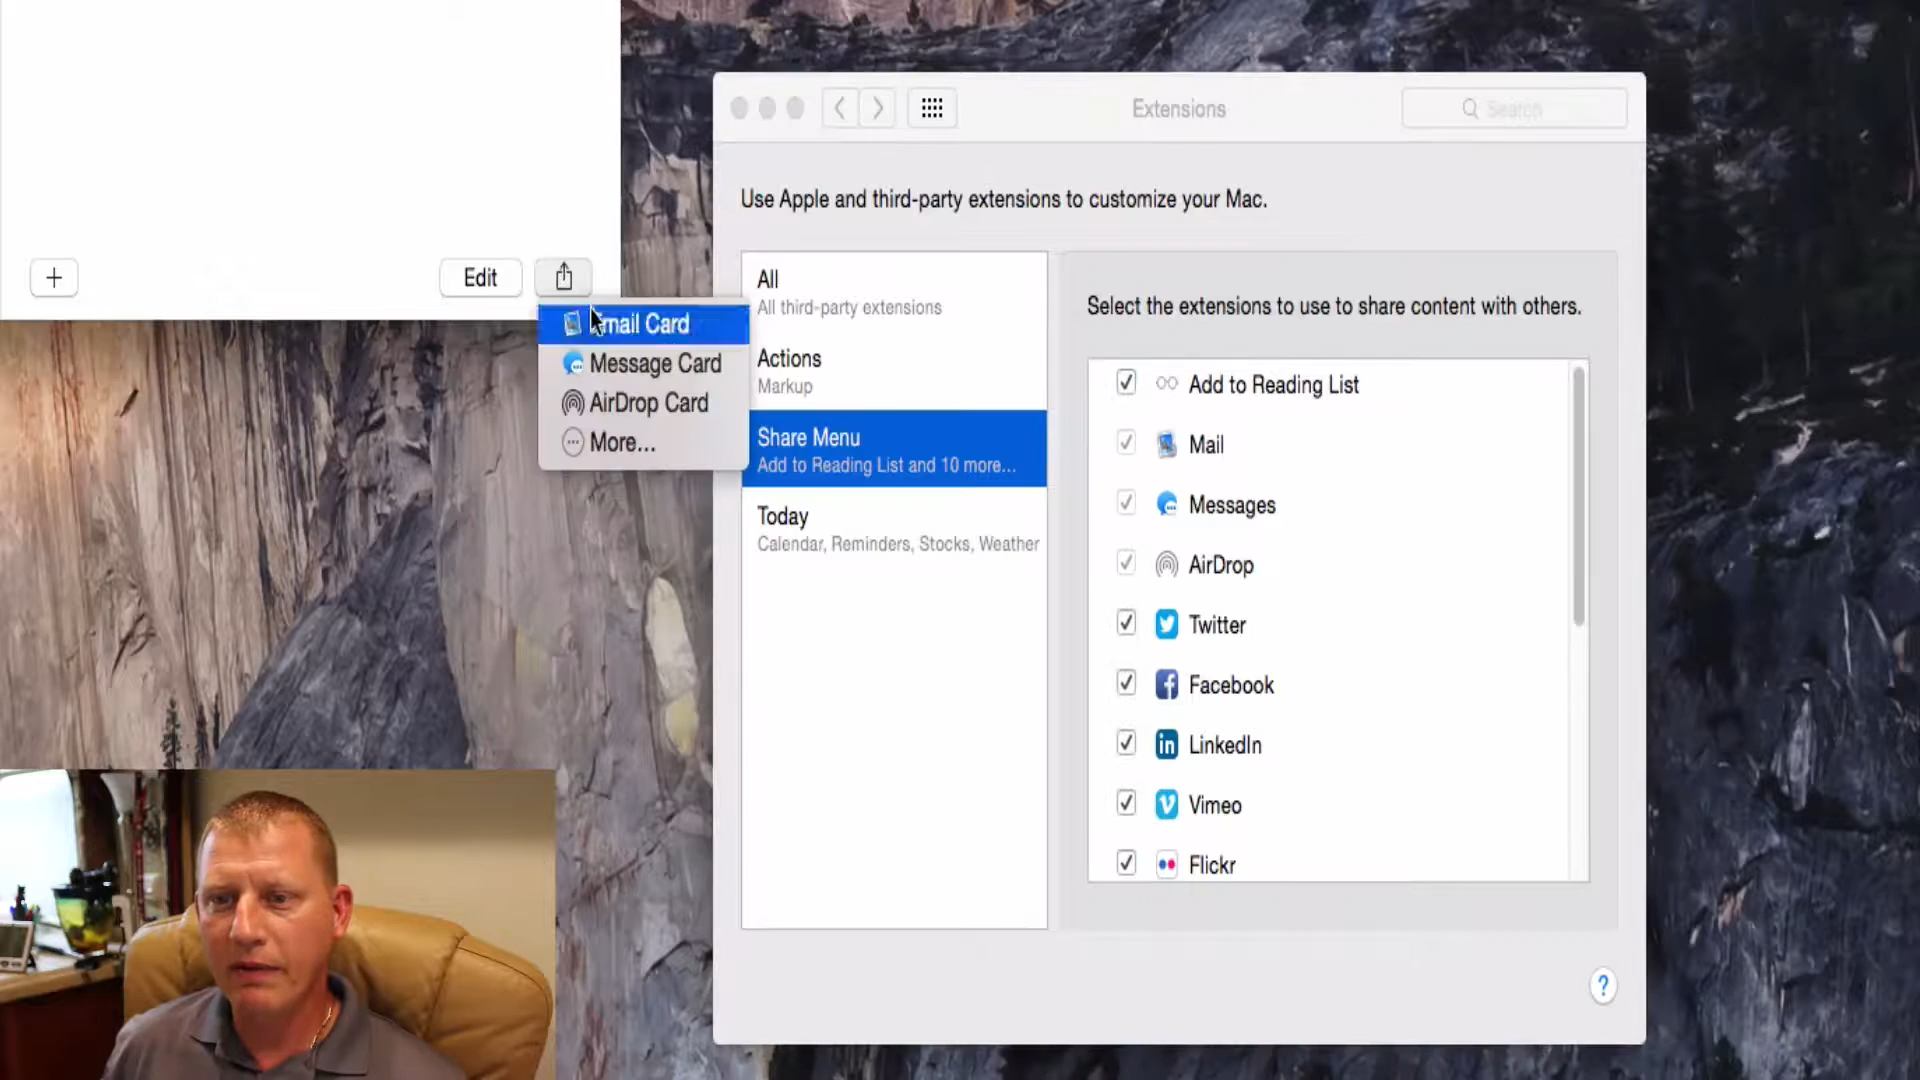 Extensions
Search
Use Apple and third-party extensions to customize your Mac.
+
Edit
Email Card
Message Card
AirDrop Card
More...
All
All third-party extensions
Actions
Markup
Share Menu
Add to Reading List and 10 more...
Today
Calendar, Reminders, Stocks, Weather
Select the extensions to use to share content with others.
Add to Reading List
Mail
Messages
AirDrop
Twitter
Facebook
in LinkedIn
Vimeo
Flickr
?